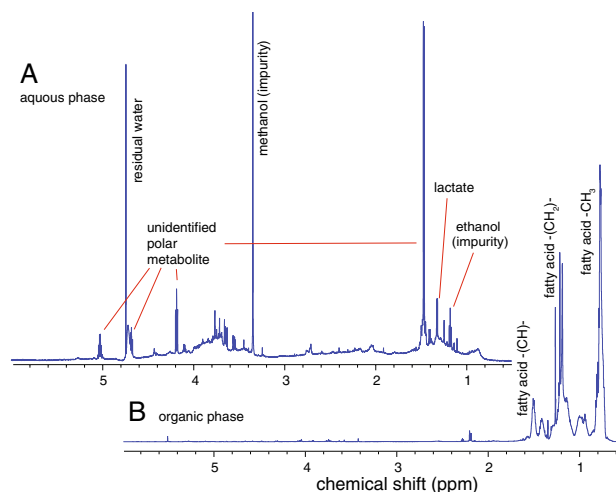 A
aquous phase
residual water
methanol (impurity)
unidentified
polar
metabolite
lactate
ethanol
(impurity)
5 4 3 2 1
fatty acid -(CH)-
fatty acid -(CH2)-
fatty acid -CH3
B organic phase
5 4 3 2 1
chemical shift (ppm)